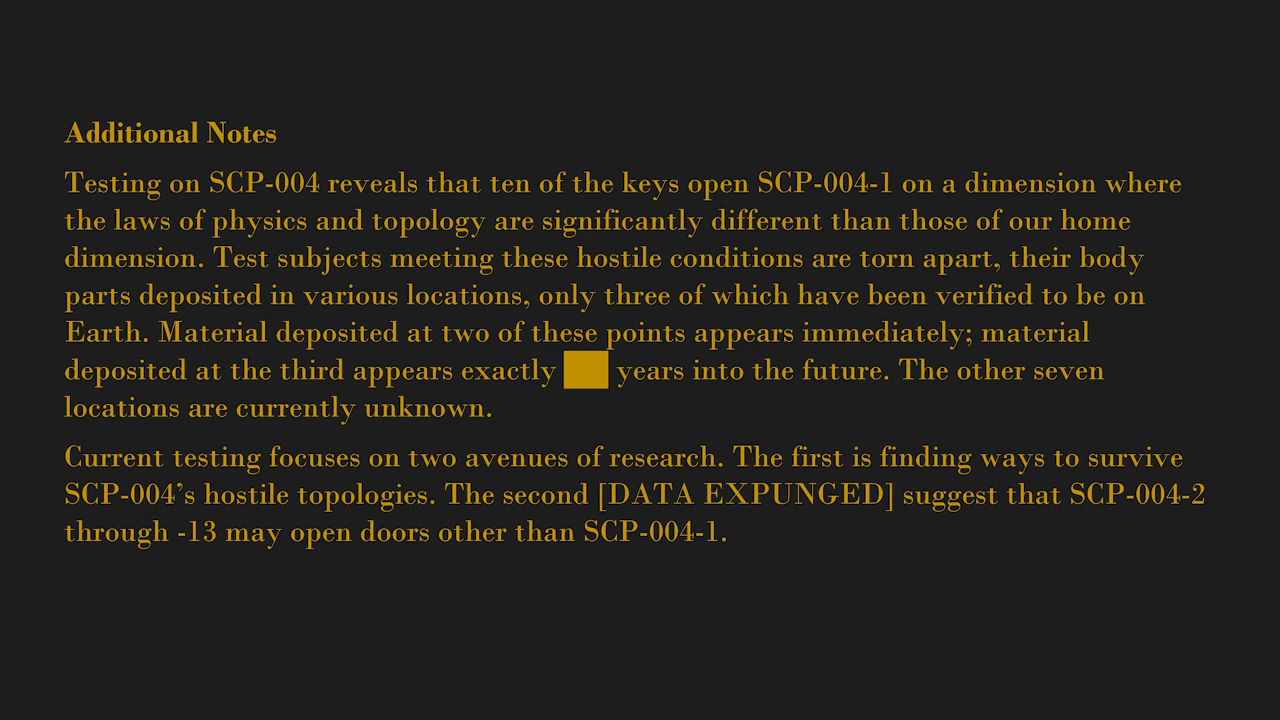 Additional Notes
Testing on SCP-004 reveals that ten of the keys open SCP-004-1 on a dimension where
the laws of physics and topology are significantly different than those of our home
dimension. Test subjects meeting these hostile conditions are torn apart, their body
parts deposited in various locations, only three of which have been verified to be on
Earth. Material deposited at two of these points appears immediately; material
deposited at the third appears exactly ██ years into the future. The other seven
locations are currently unknown.
Current testing focuses on two avenues of research. The first is finding ways to survive
SCP-004’s hostile topologies. The second [DATA EXPUNGED] suggest that SCP-004-2
through -13 may open doors other than SCP-004-1.